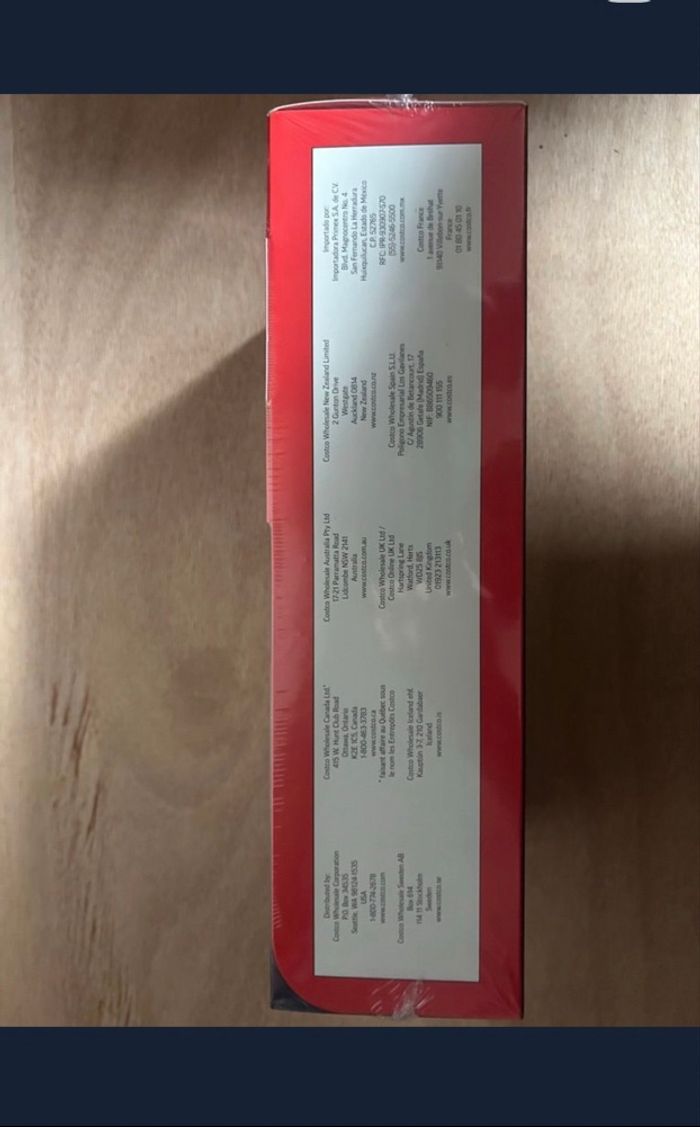 Distributed by:
Costco Wholesale Corporation
P.O. Box 34535
Seattle, WA 98124-1535
USA
1-800-774-2678
www.costco.com
Costco Wholesale Canada Ltd.*
415 W. Hunt Club Road
Ottawa, Ontario
K2E 1C5, Canada
1-800-463-3783
www.costco.ca
* faisant affaire au Québec sous
le nom les Entrepôts Costco
Costco Wholesale Australia Pty Ltd
17-21 Parramatta Road
Lidcombe NSW 2141
Australia
www.costco.com.au
Costco Wholesale New Zealand Limited
2 Gunton Drive
Westgate
Auckland 0814
New Zealand
www.costco.co.nz
Importado por:
Importadora Primex S.A. de C.V.
Blvd. Magnocentro No. 4
San Fernando La Herradura
Huixquilucan, Estado de México
C.P. 52765
RFC: IPR-930907-S70
(55)-5246-5500
www.costco.com.mx
Costco Wholesale Sweden AB
Box 614
114 11 Stockholm
Sweden
www.costco.se
Costco Wholesale Iceland ehf.
Kauptún 3-7, 210 Gardabaer
Iceland
www.costco.is
Costco Wholesale UK Ltd /
Costco Online UK Ltd
Hartspring Lane
Watford, Herts
WD25 8JS
United Kingdom
01923 213113
www.costco.co.uk
Costco Wholesale Spain S.L.U.
Polígono Empresarial Los Gavilanes
C/ Agustín de Betancourt, 17
28906 Getafe (Madrid) España
NIF: B86509460
900 111 155
www.costco.es
Costco France
1 avenue de Bréhat
91140 Villebon-sur-Yvette
France
01 80 45 01 10
www.costco.fr